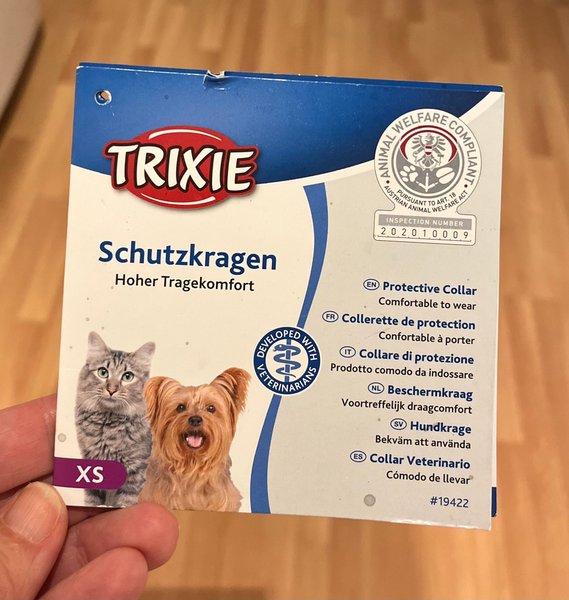 TRIXIE
ANIMAL WELFARE COMPLIANT
PURSUANT TO ART. 18
AUSTRIAN ANIMAL WELFARE ACT
INSPECTION NUMBER
202010009
Schutzkragen
Hoher Tragekomfort
DEVELOPED WITH
VETERINARIANS
EN Protective Collar
Comfortable to wear
FR Collerette de protection
Confortable à porter
IT Collare di protezione
Prodotto comodo da indossare
NL Beschermkraag
Voortreffelijk draagcomfort
SV Hundkrage
Bekväm att använda
ES Collar Veterinario
Cómodo de llevar
XS
#19422